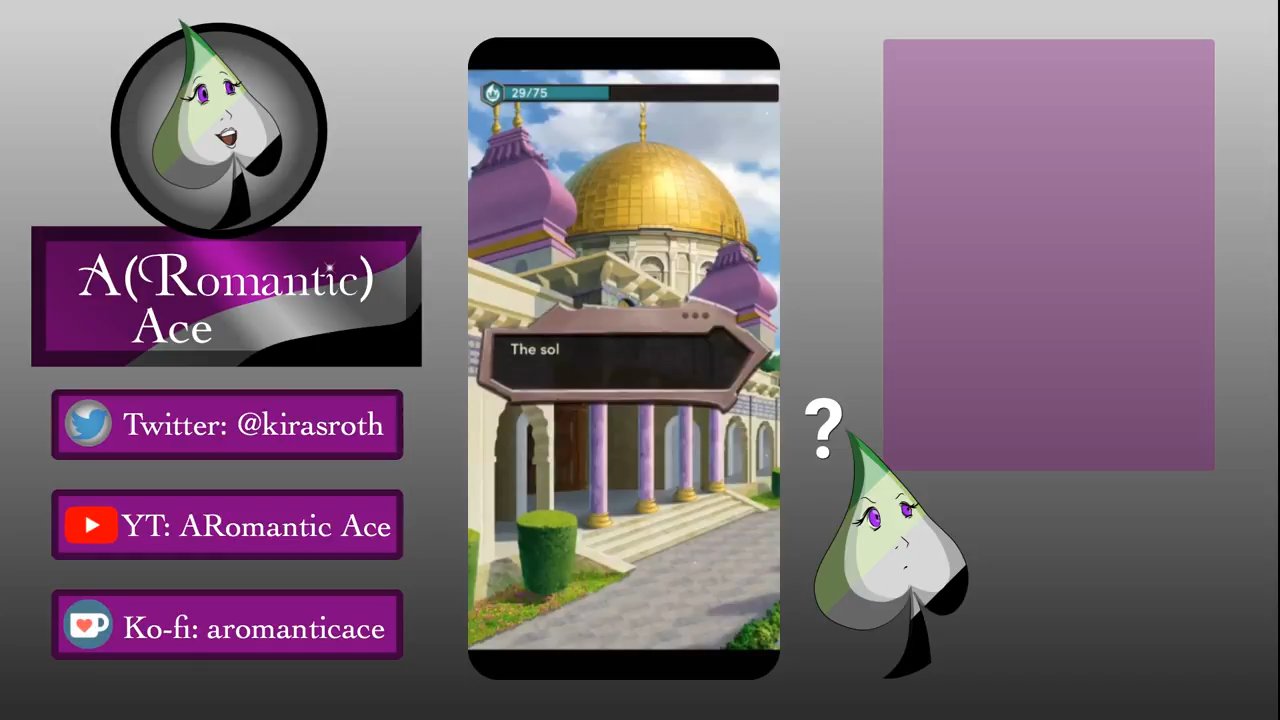 A(Romantic)
Ace
Twitter: @kirasroth
YT: ARomantic Ace
Ko-fi: aromanticace
29/75
The sol
?